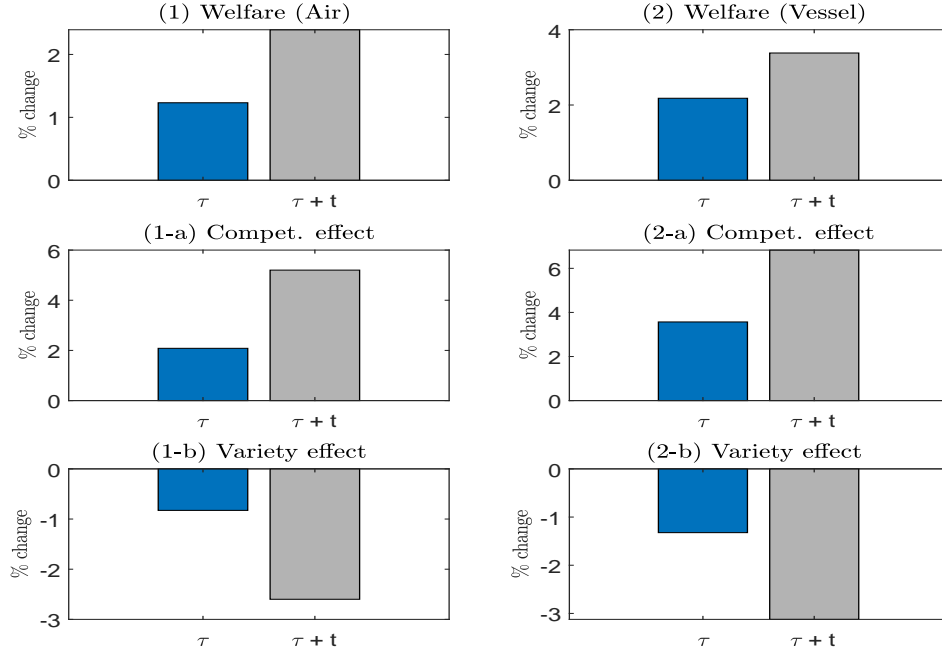 (1) Welfare (Air)
% change
2
1
0
τ
τ + t
(2) Welfare (Vessel)
% change
4
2
0
τ
τ + t
(1-a) Compet. effect
% change
6
4
2
0
τ
τ + t
(2-a) Compet. effect
% change
6
4
2
0
τ
τ + t
(1-b) Variety effect
% change
0
-1
-2
-3
τ
τ + t
(2-b) Variety effect
% change
0
-1
-2
-3
τ
τ + t